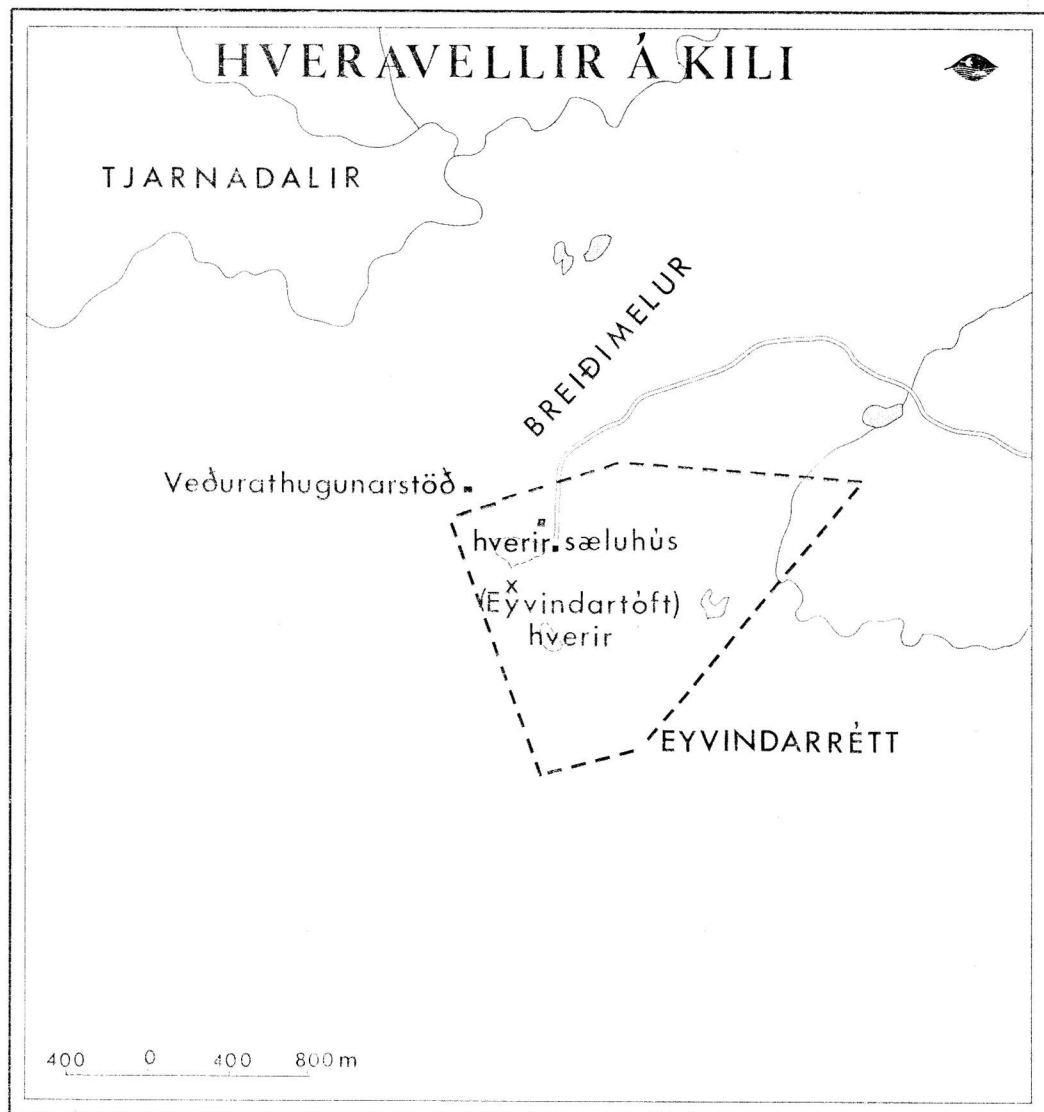 HVERAVELLIR Á KILI
TJARNADALIR
BREIÐIMELUR
Veðurathugunarstöð
hverir sæluhús
x
(Eyvindartóft)
hverir
EYVINDARRÉTT
400 0 400 800 m